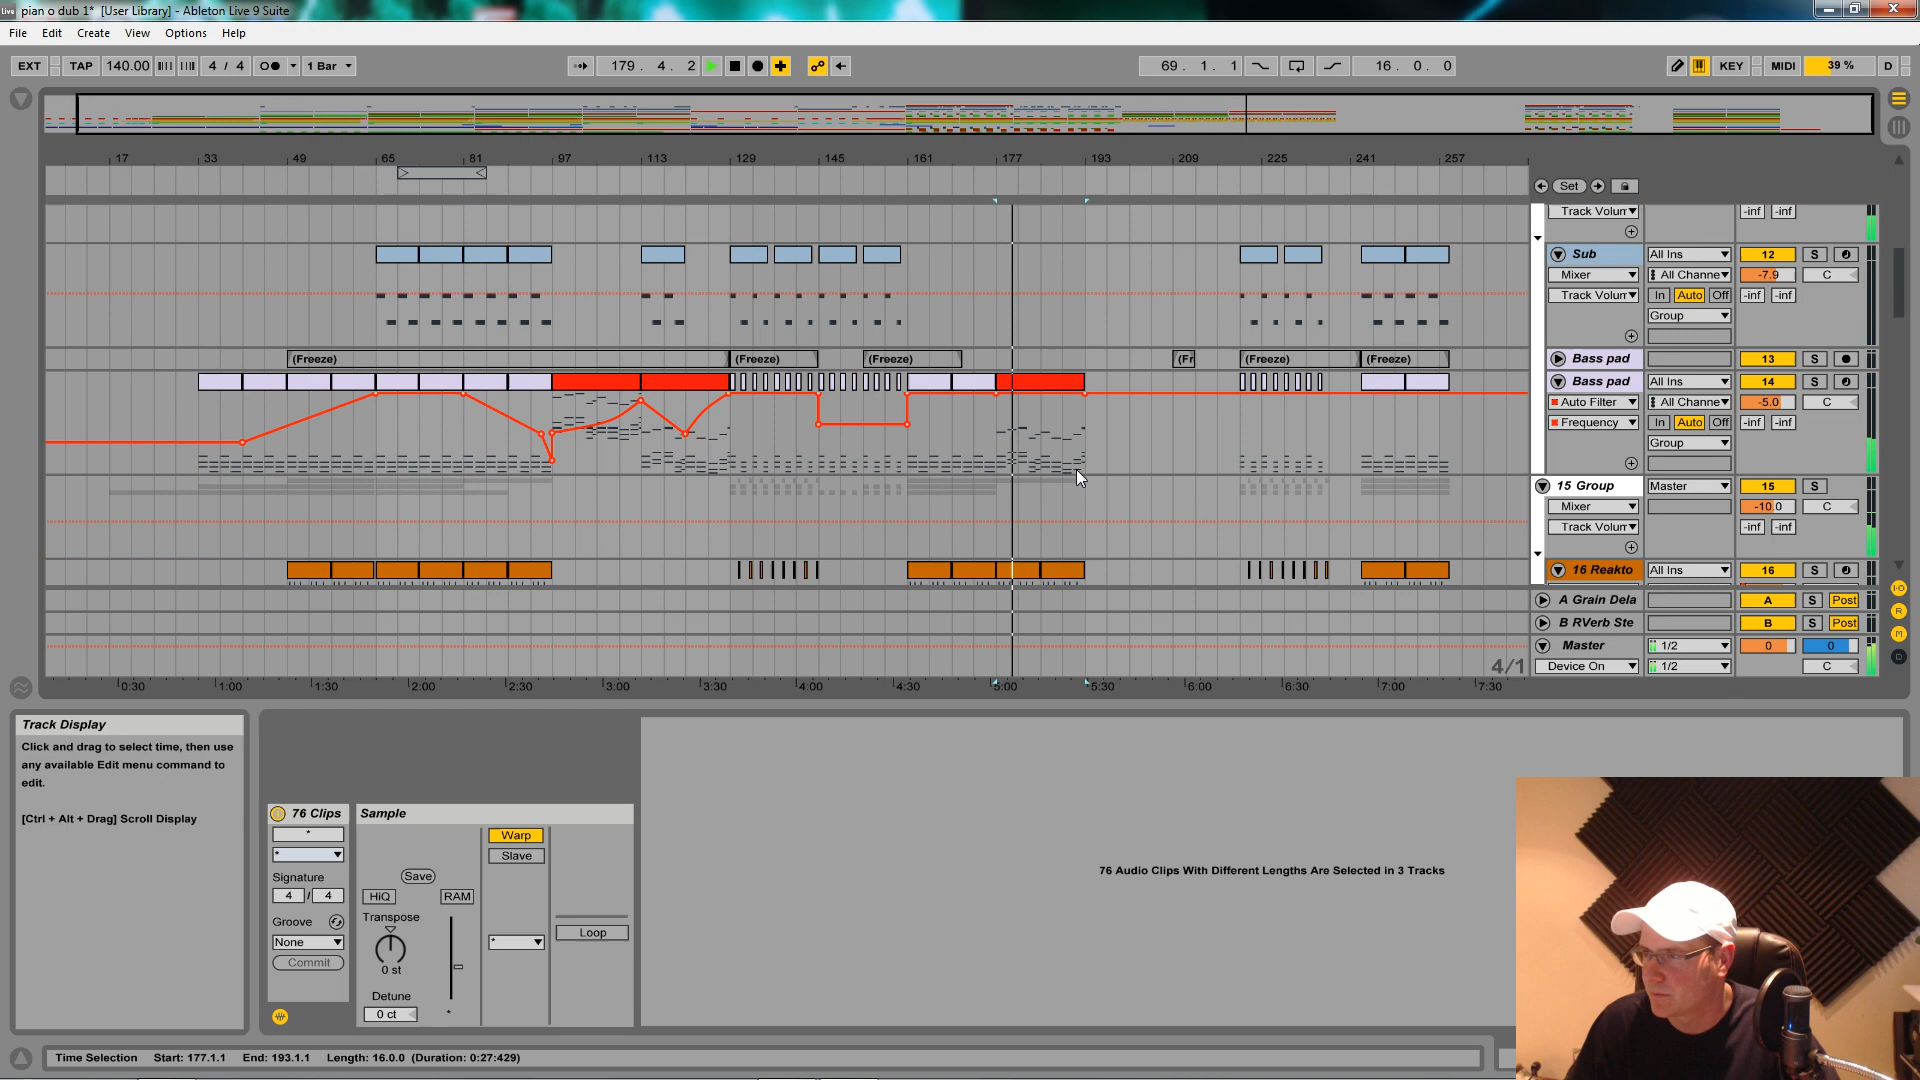 pian o dub 1*  [User Library] - Ableton Live 9 Suite
File Edit Create View Options Help
EXT TAP 140.00 4 / 4 1 Bar 179. 4. 2 69. 1. 1 16. 0. 0 KEY MIDI 39 % D
17 33 49 65 81 97 113 129 145 161 177 193 209 225 241 257
Set
Track Volum -inf -inf
Sub All Ins 12 S
Mixer All Channe -7.9 C
Track Volum In Auto Off -inf -inf
Group
(Freeze) (Freeze) (Freeze) (Fr (Freeze) (Freeze) Bass pad 13 S
Bass pad All Ins 14 S
Auto Filter All Channe -5.0 C
Frequency In Auto Off -inf -inf
Group
15 Group Master 15 S
Mixer -10.0 C
Track Volum -inf -inf
16 Reakto All Ins 16 S
A Grain Dela A S Post
B RVerb Ste B S Post
Master 1/2 0 0
4/1 Device On 1/2 C
0:30 1:00 1:30 2:00 2:30 3:00 3:30 4:00 4:30 5:00 5:30 6:00 6:30 7:00 7:30
Track Display
Click and drag to select time, then use
any available Edit menu command to
edit.
[Ctrl + Alt + Drag] Scroll Display
76 Clips
*
*
Signature
4 / 4
Groove
None
Commit
Sample
Save
HiQ RAM
Transpose
0 st
Detune
0 ct *
Warp
Slave
*
Loop
76 Audio Clips With Different Lengths Are Selected in 3 Tracks
Time Selection Start: 177.1.1 End: 193.1.1 Length: 16.0.0 (Duration: 0:27:429)